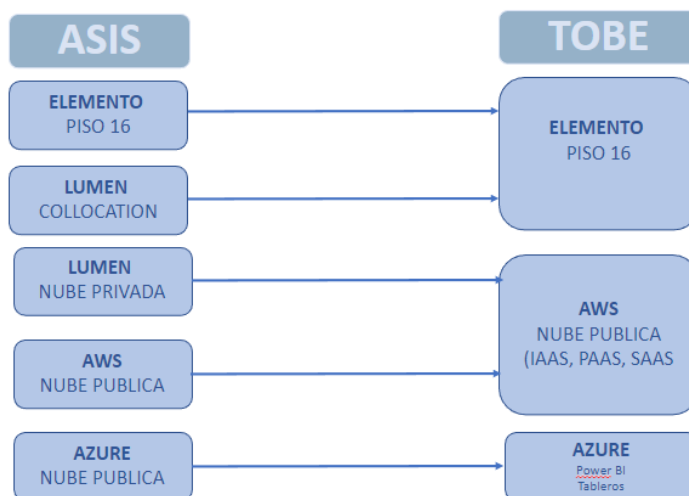 ASIS
TOBE
ELEMENTO
PISO 16
LUMEN
COLLOCATION
LUMEN
NUBE PRIVADA
AWS
NUBE PUBLICA
AZURE
NUBE PUBLICA
ELEMENTO
PISO 16
AWS
NUBE PUBLICA
(IAAS, PAAS, SAAS
AZURE
Power BI
Tableros